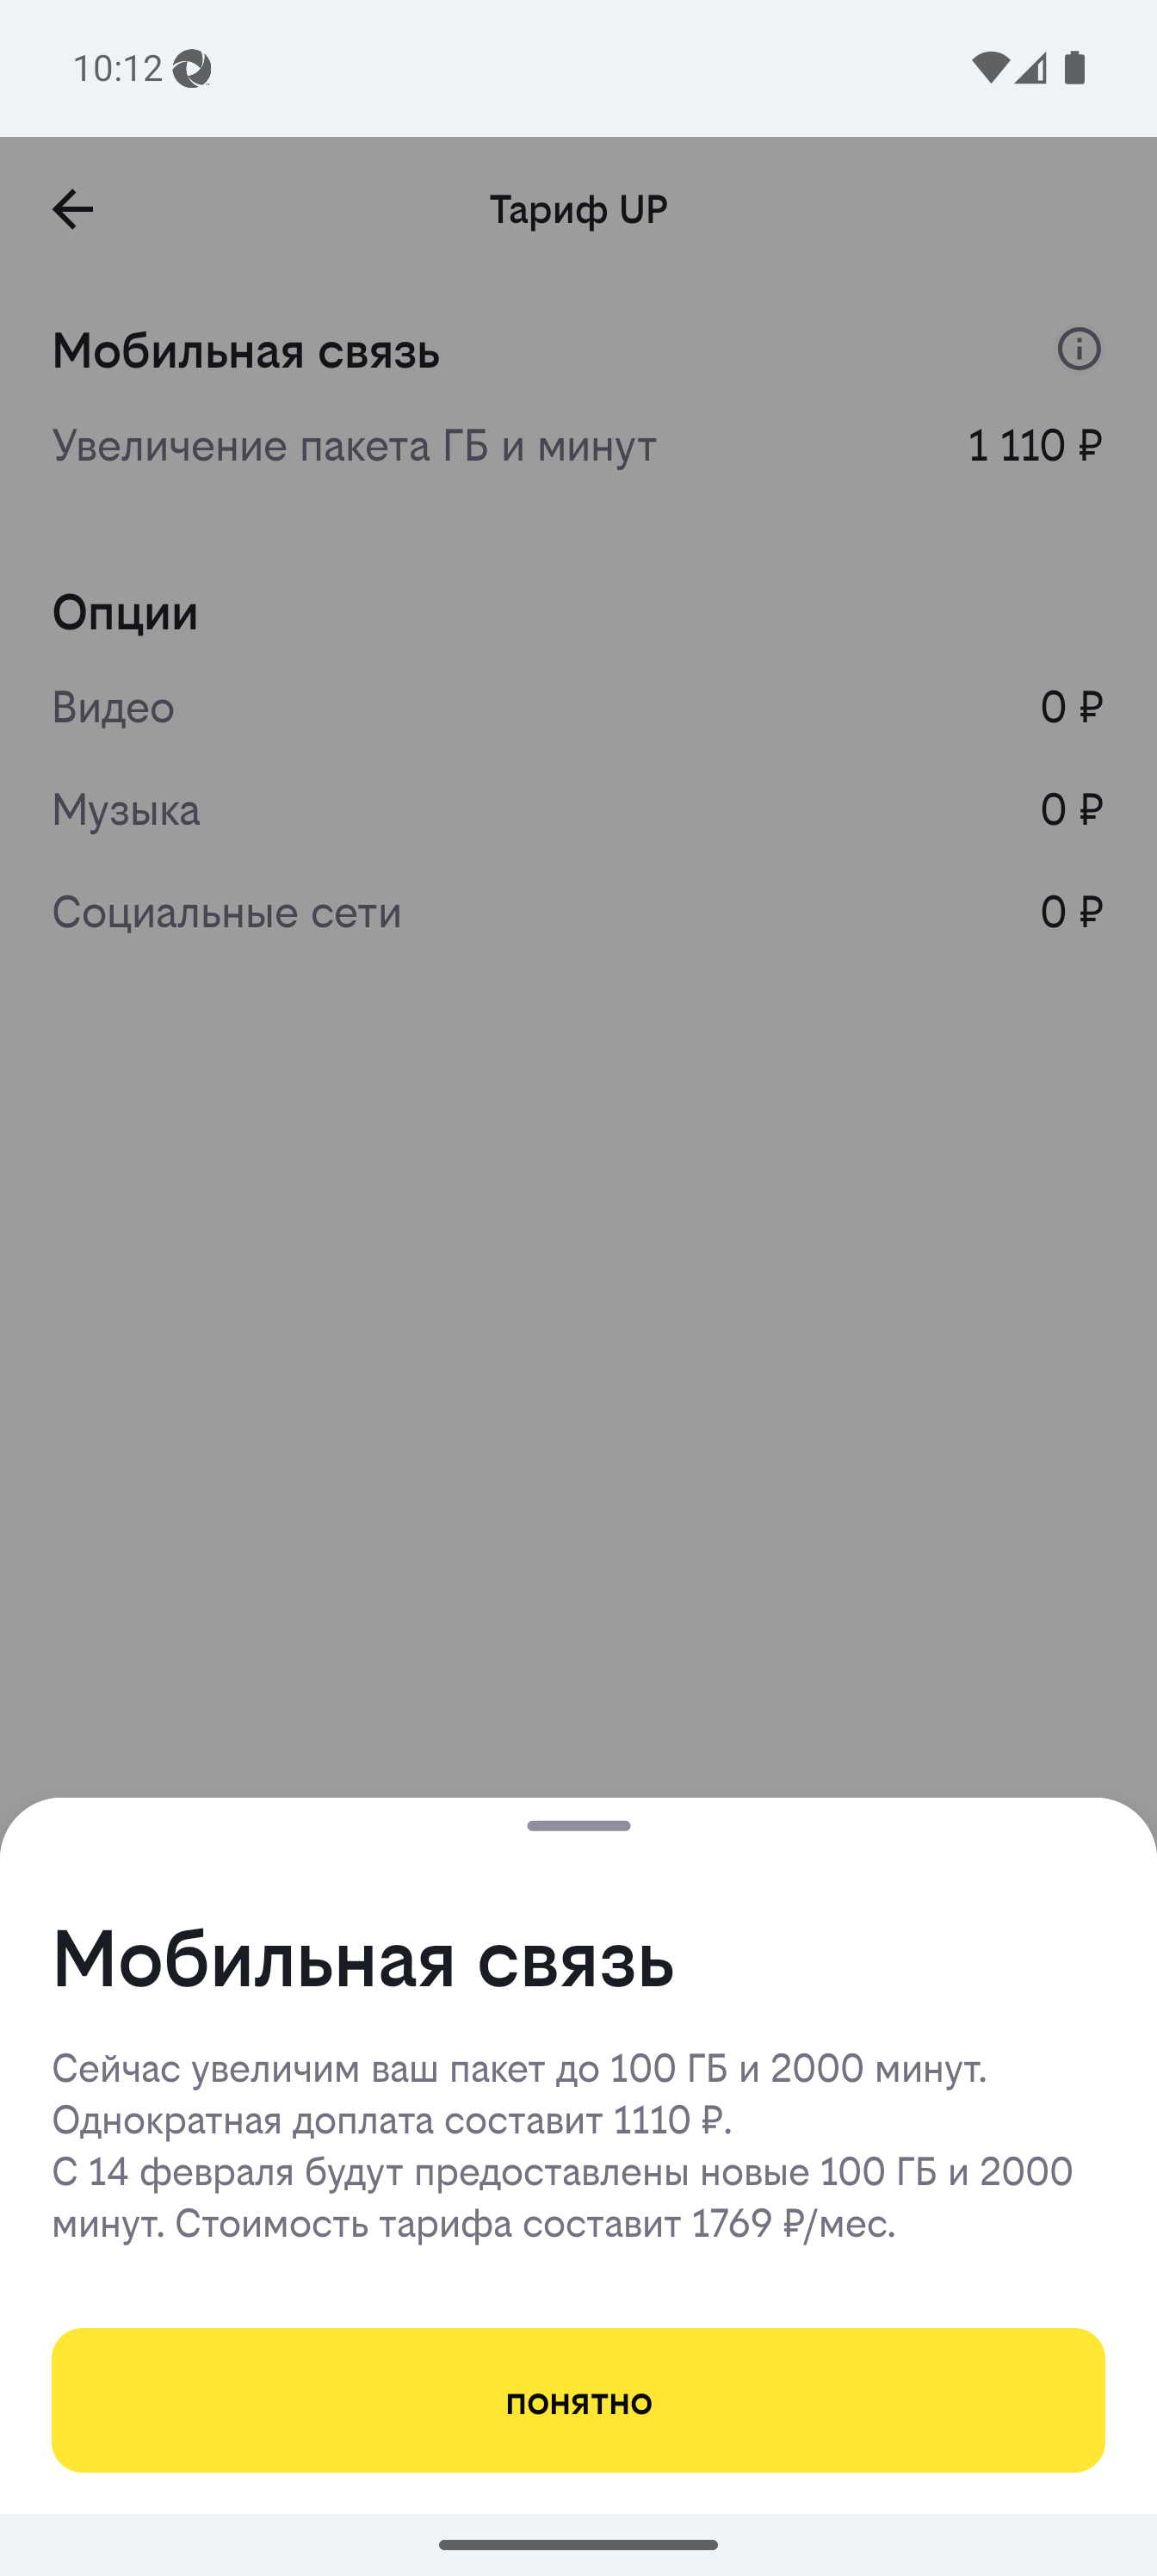 10:12
Тариф UP
Мобильная связь
Увеличение пакета ГБ и минут 1 110 ₽
Опции
Видео 0 ₽
Музыка 0 ₽
Социальные сети 0 ₽
Мобильная связь
Сейчас увеличим ваш пакет до 100 ГБ и 2000 минут.
Однократная доплата составит 1110 ₽.
С 14 февраля будут предоставлены новые 100 ГБ и 2000
минут. Стоимость тарифа составит 1769 ₽/мес.
понятно